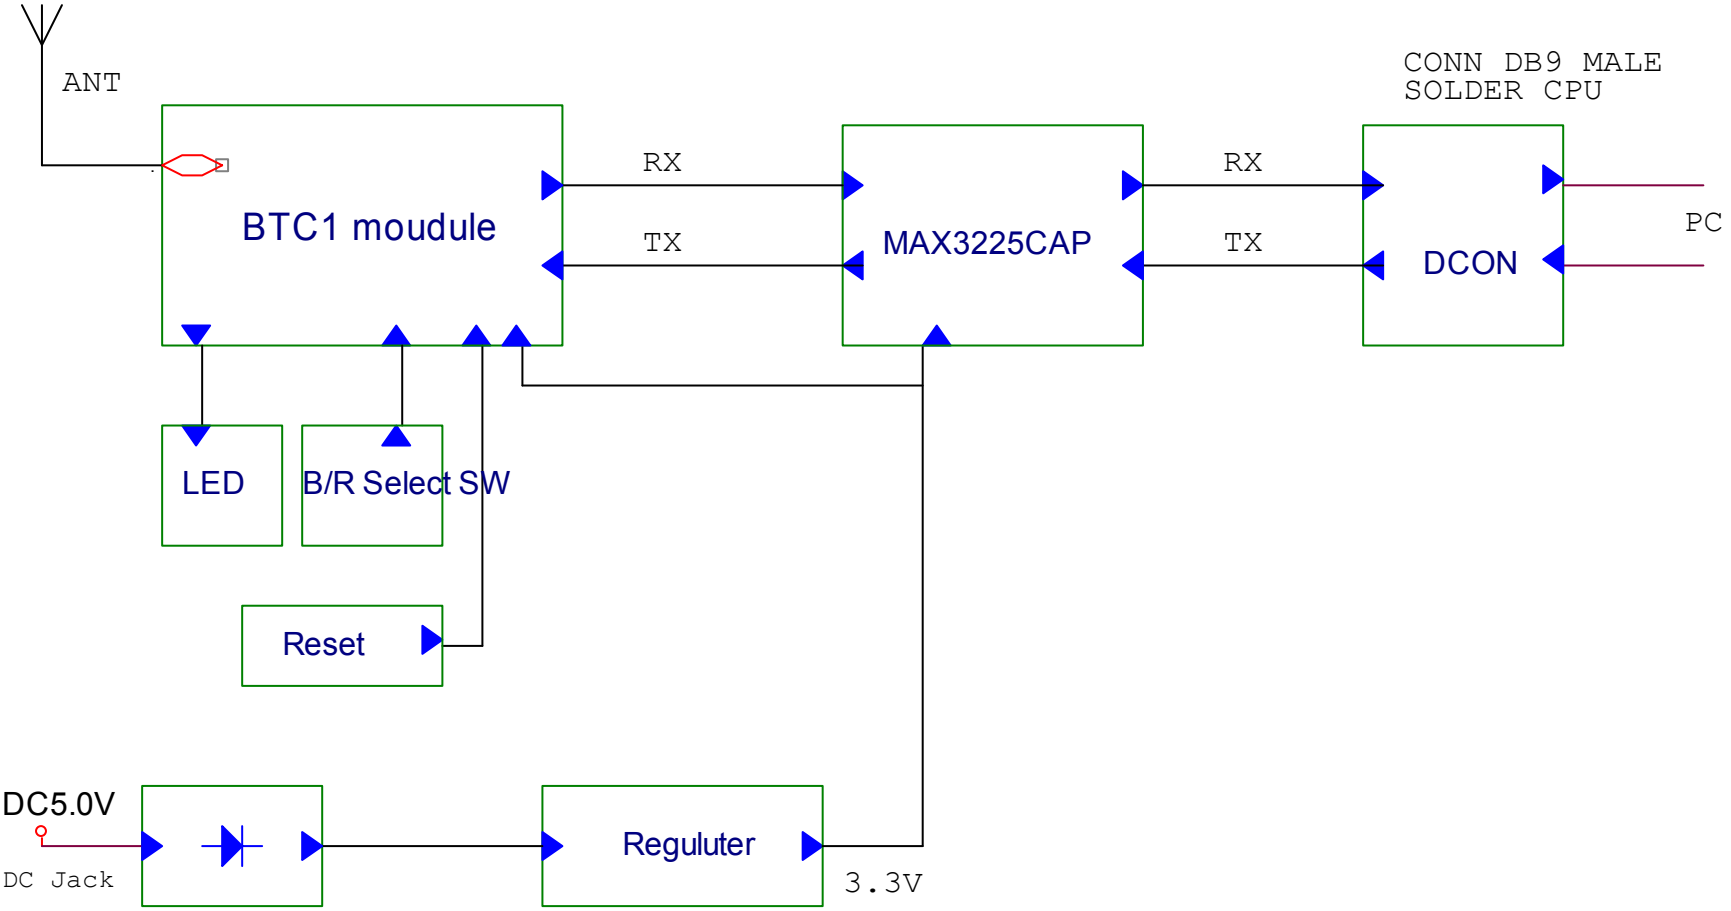 ANT
CONN DB9 MALE
SOLDER CPU
RX
RX
BTC1 moudule
MAX3225CAP
PC
TX
TX
DCON
LED
B/R Select SW
Reset
DC5.0V
Reguluter
DC Jack
3.3V